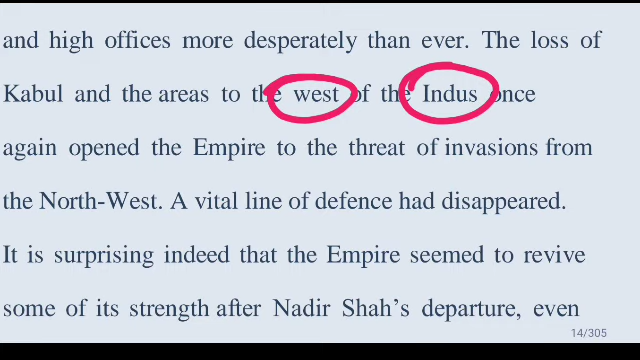 and high offices more desperately than ever. The loss of
Kabul and the areas to the west of the Indus once
again opened the Empire to the threat of invasions from
the North-West. A vital line of defence had disappeared.
It is surprising indeed that the Empire seemed to revive
some of its strength after Nadir Shah’s departure, even
14/305